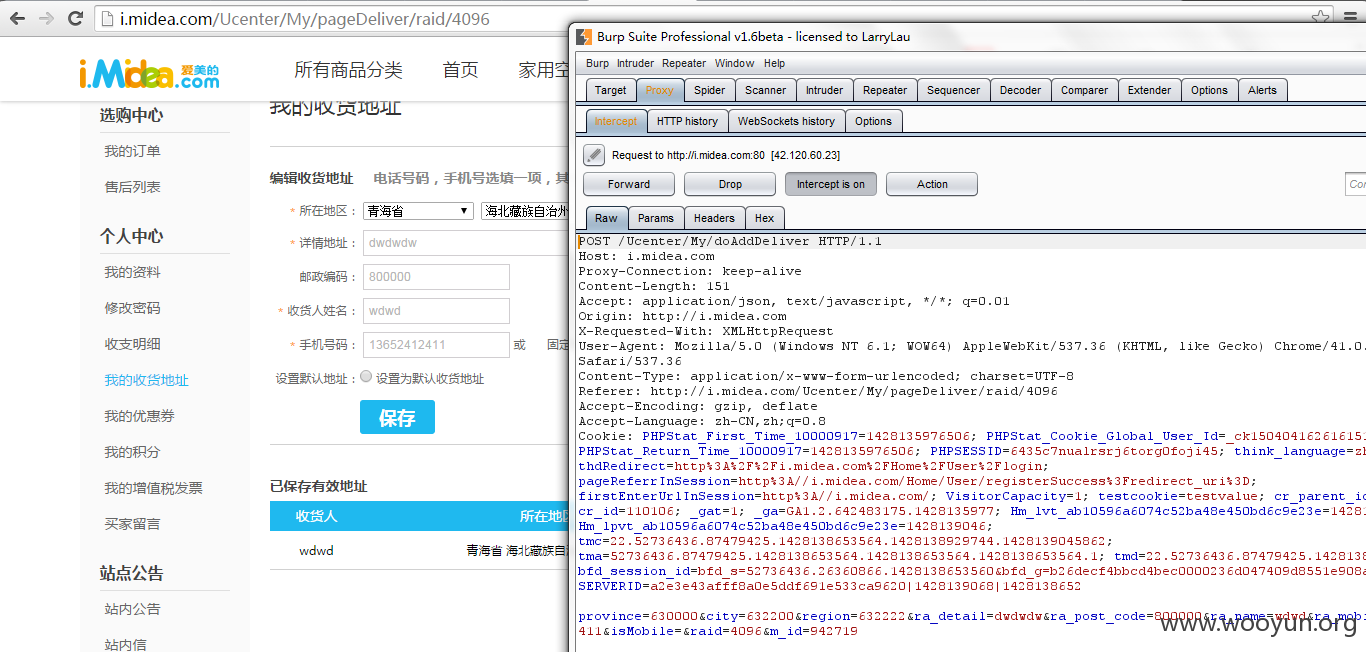 i.midea.com/Ucenter/My/pageDeliver/raid/4096
i.Midea.com 爱美的
所有商品分类 首页 家用空
选购中心
我的订单
售后列表
个人中心
我的资料
修改密码
收支明细
我的收货地址
我的优惠券
我的积分
我的增值税发票
买家留言
站点公告
站内公告
站内信
我的收货地址
编辑收货地址 电话号码，手机号选填一项，其
* 所在地区： 青海省 海北藏族自治州
* 详情地址： dwdwdw
邮政编码： 800000
* 收货人姓名： wdwd
* 手机号码： 13652412411 或 固定
设置默认地址： 设置为默认收货地址
保存
已保存有效地址
收货人 所在地区
wdwd 青海省 海北藏族自治
Burp Suite Professional v1.6beta - licensed to LarryLau
Burp Intruder Repeater Window Help
Target Proxy Spider Scanner Intruder Repeater Sequencer Decoder Comparer Extender Options Alerts
Intercept HTTP history WebSockets history Options
Request to http://i.midea.com:80 [42.120.60.23]
Forward Drop Intercept is on Action
Raw Params Headers Hex
POST /Ucenter/My/doAddDeliver HTTP/1.1
Host: i.midea.com
Proxy-Connection: keep-alive
Content-Length: 151
Accept: application/json, text/javascript, */*; q=0.01
Origin: http://i.midea.com
X-Requested-With: XMLHttpRequest
User-Agent: Mozilla/5.0 (Windows NT 6.1; WOW64) AppleWebKit/537.36 (KHTML, like Gecko) Chrome/41.0.
Safari/537.36
Content-Type: application/x-www-form-urlencoded; charset=UTF-8
Referer: http://i.midea.com/Ucenter/My/pageDeliver/raid/4096
Accept-Encoding: gzip, deflate
Accept-Language: zh-CN,zh;q=0.8
Cookie: PHPStat_First_Time_10000917=1428135976506; PHPStat_Cookie_Global_User_Id=_ck150404162616151
PHPStat_Return_Time_10000917=1428135976506; PHPSESSID=6435c7nualrsrj6torg0foji45; think_language=zh
thdRedirect=http%3A%2F%2Fi.midea.com%2FHome%2FUser%2Flogin;
pageReferrInSession=http%3A//i.midea.com/Home/User/registerSuccess%3Fredirect_uri%3D;
firstEnterUrlInSession=http%3A//i.midea.com/; VisitorCapacity=1; testcookie=testvalue; cr_parent_id
cr_id=110106; _gat=1; _ga=GA1.2.642483175.1428135977; Hm_lvt_ab10596a6074c52ba48e450bd6c9e23e=14281
Hm_lpvt_ab10596a6074c52ba48e450bd6c9e23e=1428139046;
tmc=22.52736436.87479425.1428138653564.1428138929744.1428139045862;
tma=52736436.87479425.1428138653564.1428138653564.1428138653564.1; tmd=22.52736436.87479425.1428138
bfd_session_id=bfd_s=52736436.26360866.1428138653560&bfd_g=b26decf4bbcd4bec0000236d047409d8551e908a
SERVERID=a2e3e43afff8a0e5ddf691e533ca9620|1428139068|1428138652
province=630000&city=632200&region=632222&ra_detail=dwdwdw&ra_post_code=800000&ra_name=wdwd&ra_mobi
411&isMobile=&raid=4096&m_id=942719
www.wooyun.org